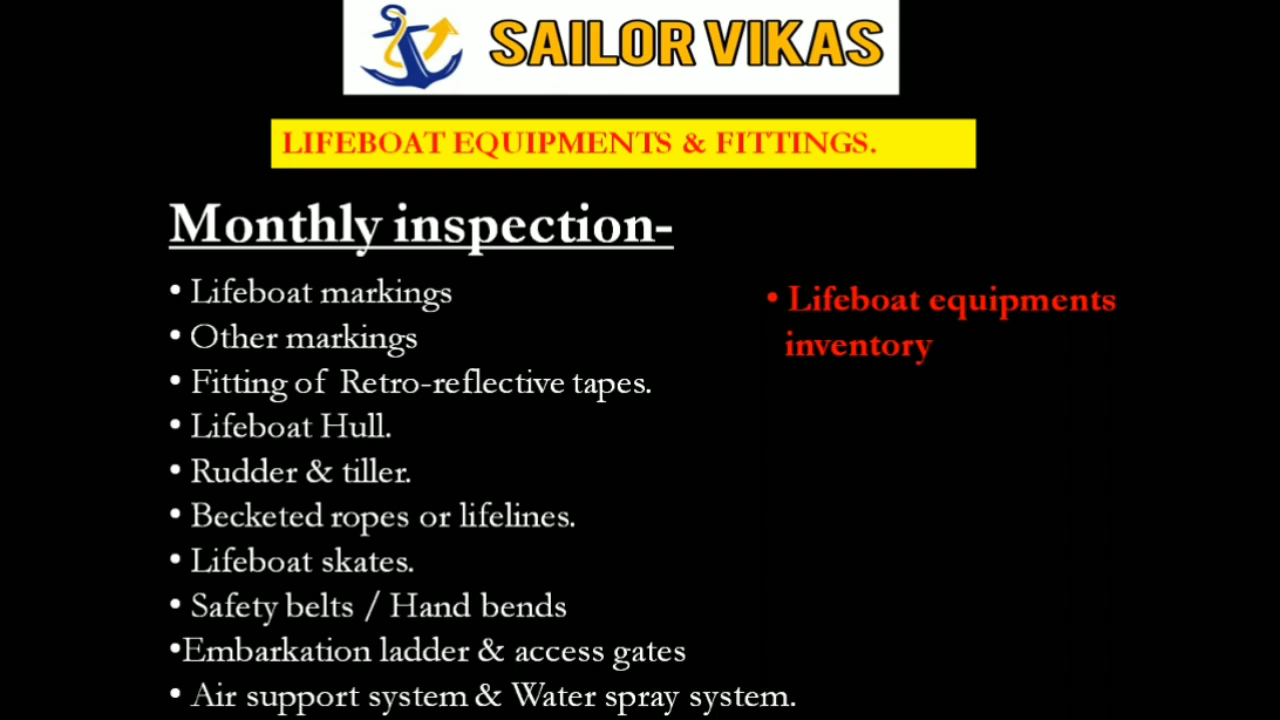 SAILOR VIKAS
LIFEBOAT EQUIPMENTS & FITTINGS.
Monthly inspection-
• Lifeboat markings
• Other markings
• Fitting of Retro-reflective tapes.
• Lifeboat Hull.
• Rudder & tiller.
• Becketed ropes or lifelines.
• Lifeboat skates.
• Safety belts / Hand bends
•Embarkation ladder & access gates
• Air support system & Water spray system.
• Lifeboat equipments
inventory